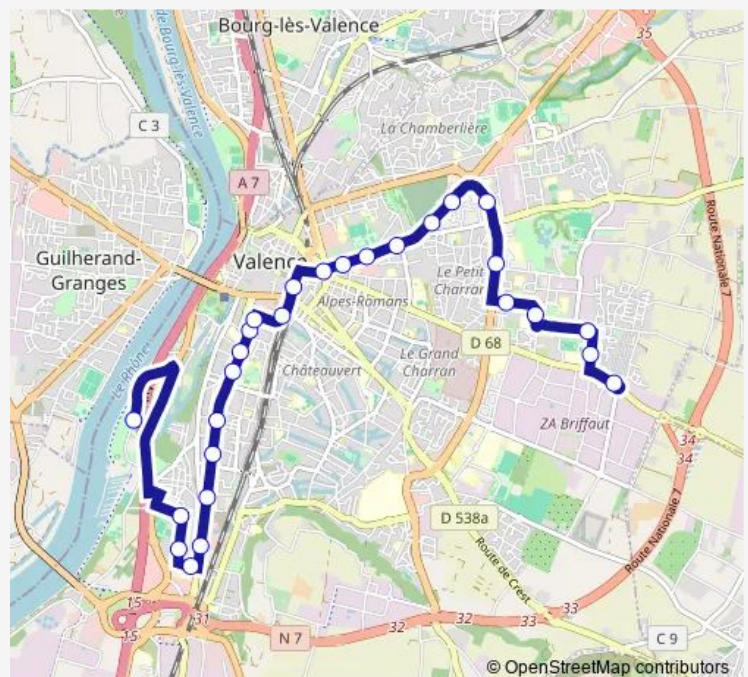 Bourg-lès-Valence
35
de Bourg-lès-Valence
C 3
La Chamberlière
A 7
Route Nationale 7
Guilherand-
Granges
Valence
Le Petit
Charran
Alpes-Romans
Le Rhône
D 68
Le Grand
Charran
Châteauvert
ZA Briffaut
34
34
D 538a
Route Nationale 7
Route de Crest
15
15
31
N 7
32
32
33
33
C 9
© OpenStreetMap contributors